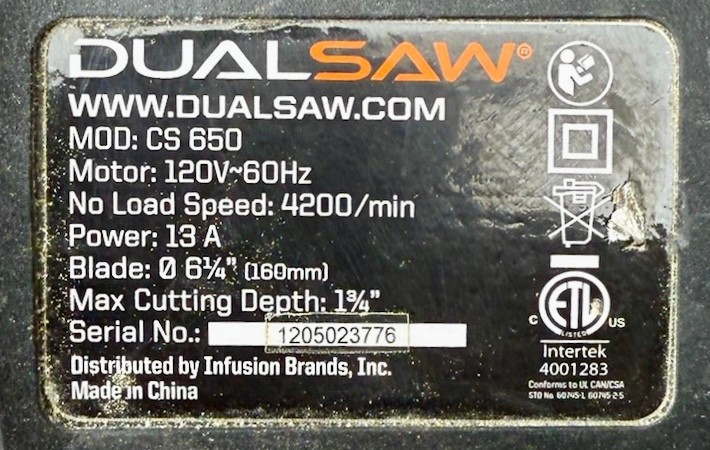 DUALSAW®
WWW.DUALSAW.COM
MOD: CS 650
Motor: 120V~60Hz
No Load Speed: 4200/min
Power: 13 A
Blade: Ø 6¼" (160mm)
Max Cutting Depth: 1¾"
Serial No.: 1205023776
Distributed by Infusion Brands, Inc.
Made in China
C ETL US
LISTED
Intertek
4001283
Conforms to UL CAN/CSA
STD No. 60745-1, 60745-2-5